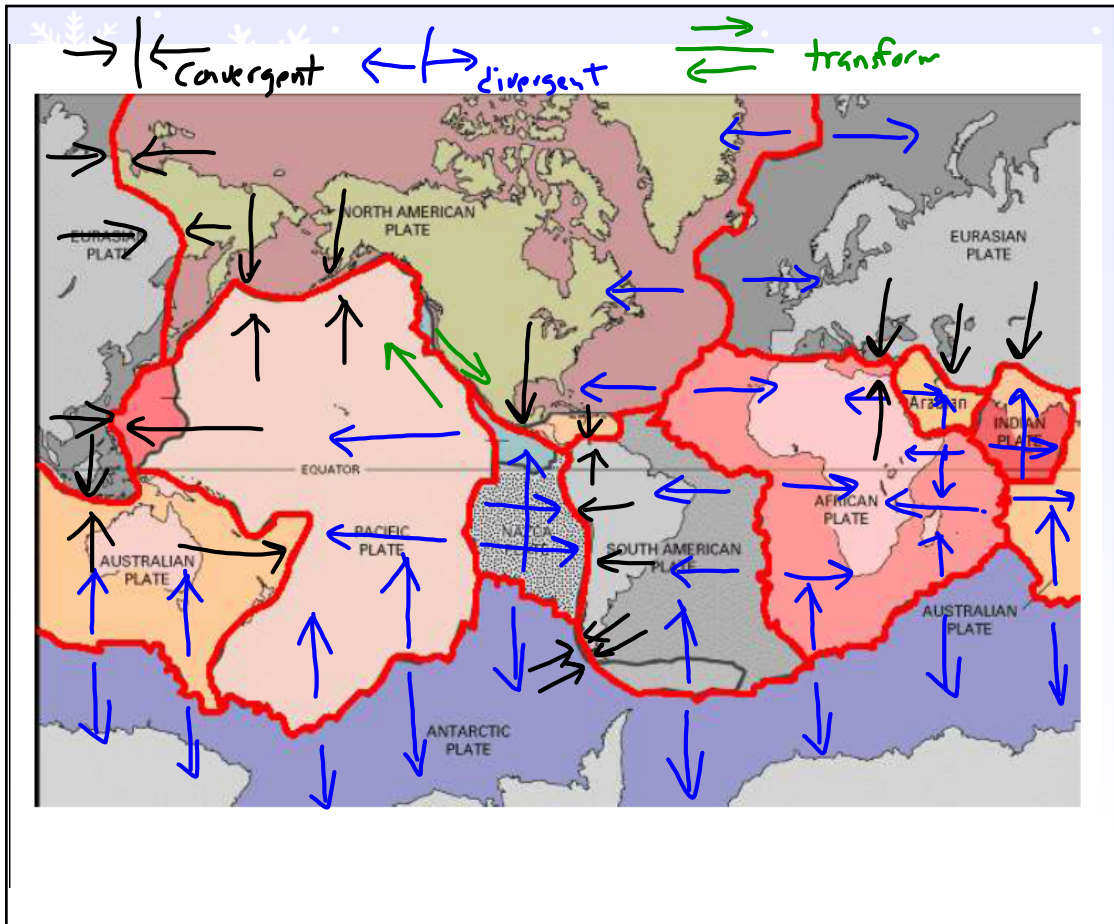 convergent
divergent
transform
NORTH AMERICAN
PLATE
EURASIAN
PLATE
EURASIAN
PLATE
Arabian
INDIAN
PLATE
EQUATOR
AFRICAN
PLATE
PACIFIC
PLATE
NAZCA
SOUTH AMERICAN
PLATE
AUSTRALIAN
PLATE
AUSTRALIAN
PLATE
ANTARCTIC
PLATE